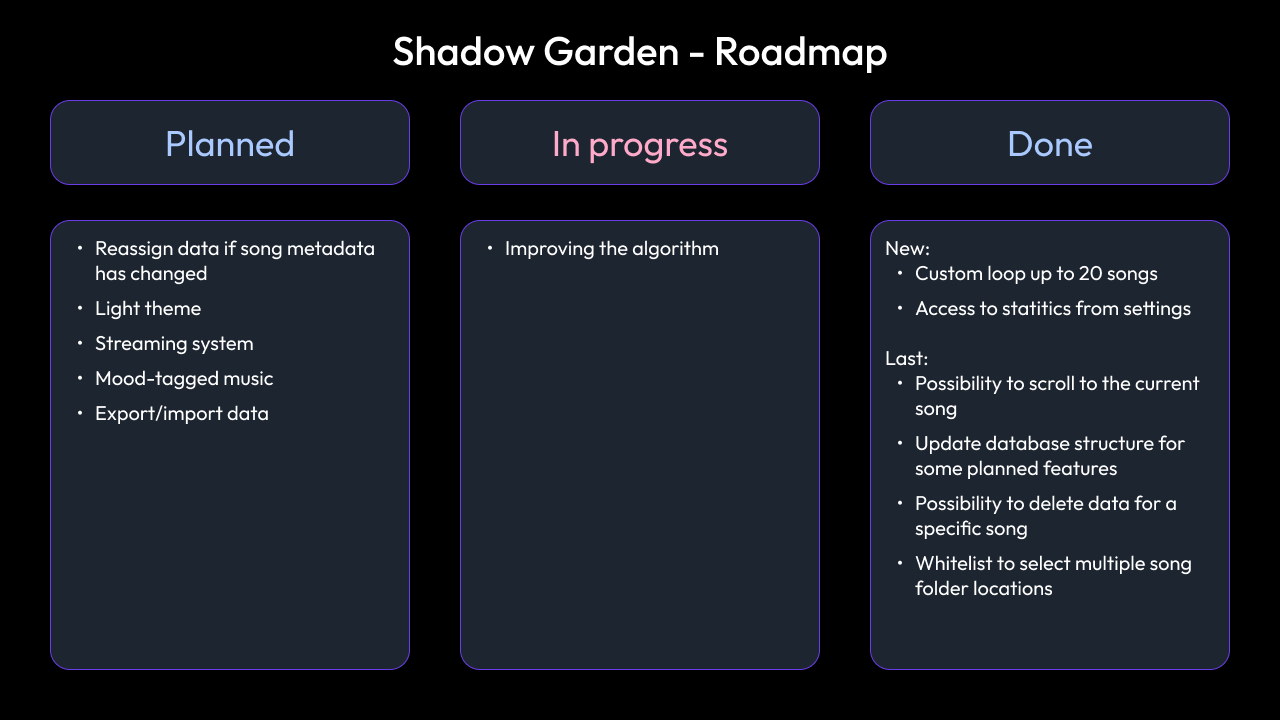 Shadow Garden - Roadmap
Planned
In progress
Done
• Reassign data if song metadata
has changed
• Light theme
• Streaming system
• Mood-tagged music
• Export/import data
• Improving the algorithm
New:
• Custom loop up to 20 songs
• Access to statitics from settings
Last:
• Possibility to scroll to the current
song
• Update database structure for
some planned features
• Possibility to delete data for a
specific song
• Whitelist to select multiple song
folder locations